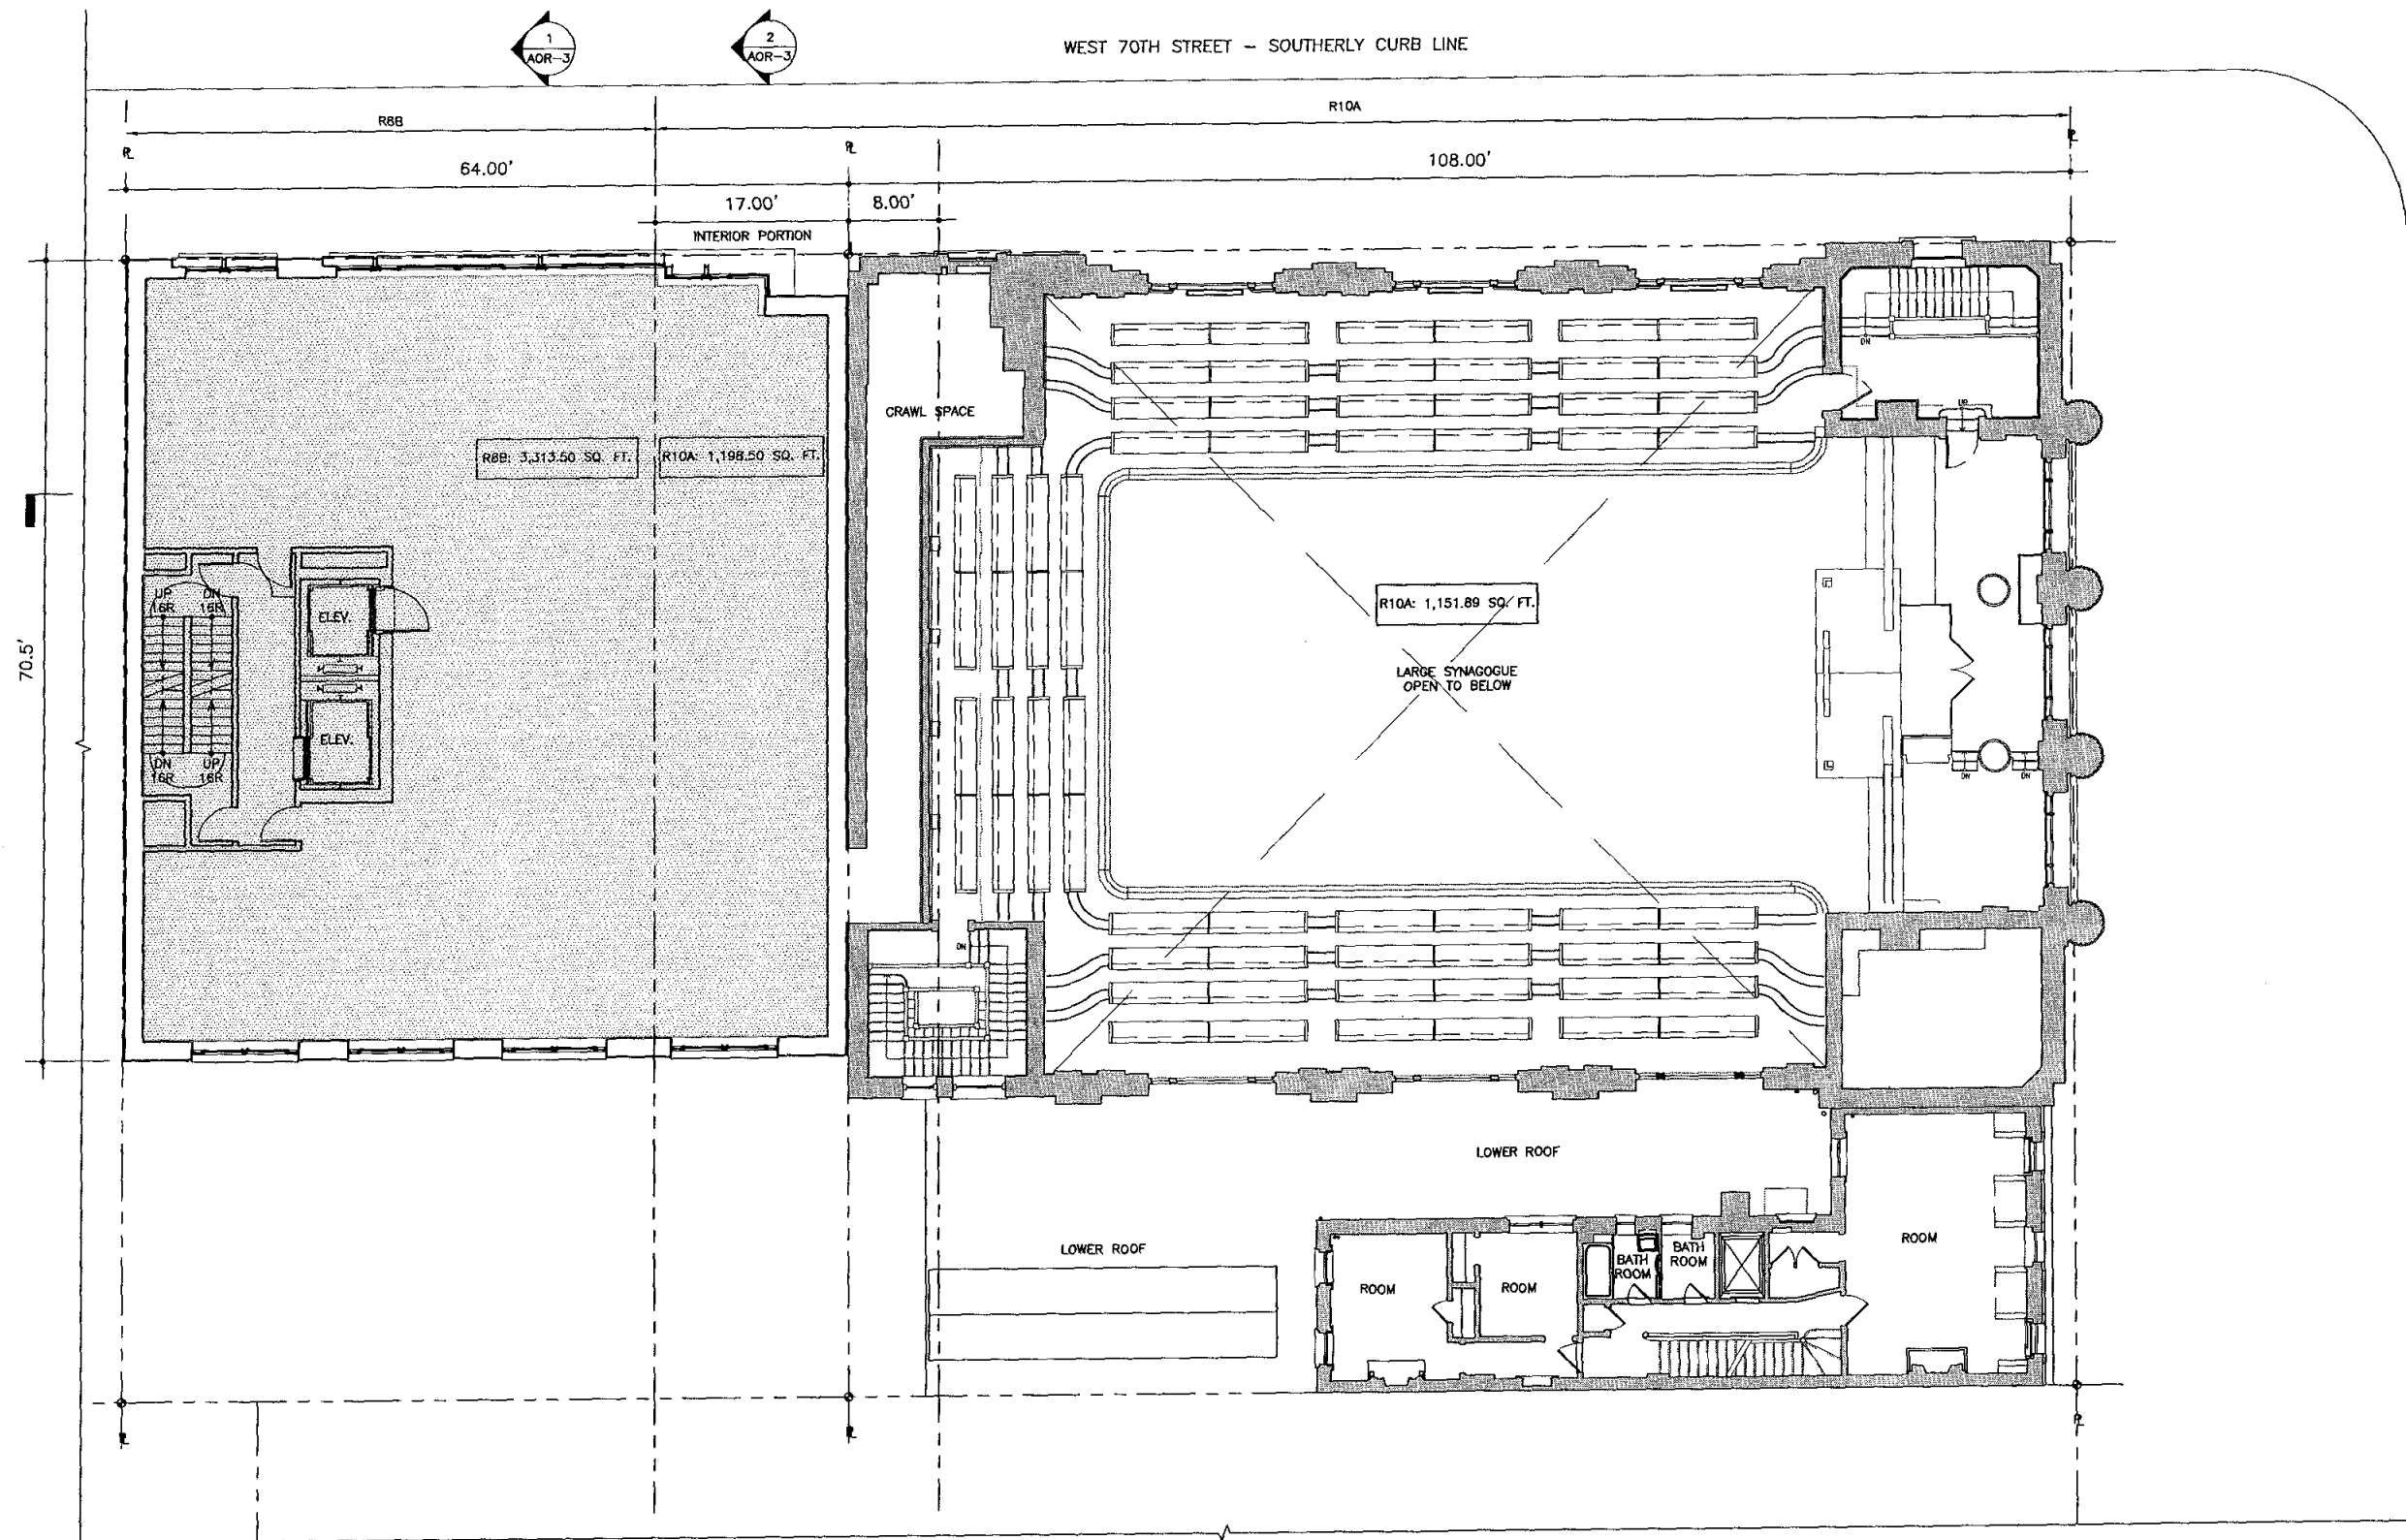 1
AOR-3
2
AOR-3
WEST 70TH STREET - SOUTHERLY CURB LINE
R8B
R10A
64.00'
108.00'
17.00'
8.00'
INTERIOR PORTION
DN
CRAWL SPACE
UP
R8B: 3,313.50 SQ. FT.
R10A: 1,198.50 SQ. FT.
UP
16R
DN
16R
ELEV.
R10A: 1,151.89 SQ. FT.
70.5'
LARGE SYNAGOGUE
OPEN TO BELOW
ELEV.
DN
16R
UP
16R
DN
DN
DN
LOWER ROOF
LOWER ROOF
ROOM
ROOM
BATH
ROOM
BATH
ROOM
ROOM